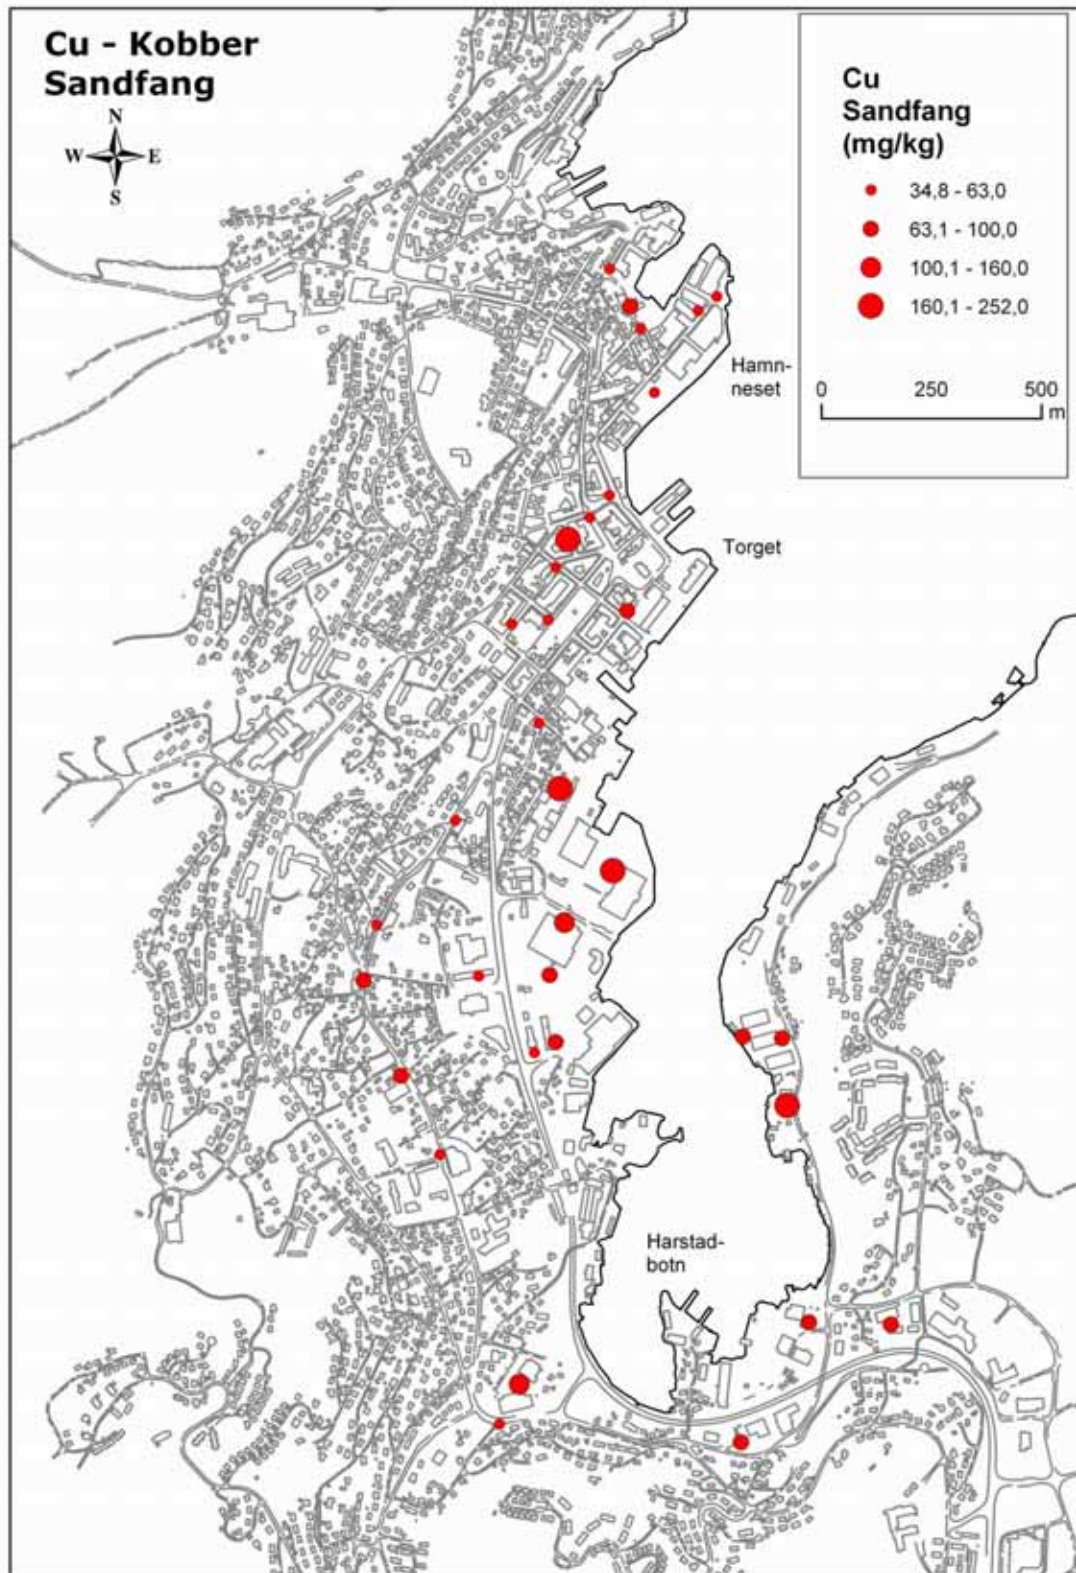 Cu - Kobber
Sandfang
N
W E
S
Cu
Sandfang
(mg/kg)
34,8 - 63,0
63,1 - 100,0
100,1 - 160,0
160,1 - 252,0
0 250 500
m
Hamn-
neset
Torget
Harstad-
botn